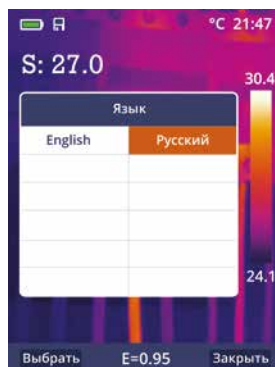 °C 21:47
S: 27.0
30.4
Язык
English Русский
24.1
Выбрать E=0.95 Закрыть